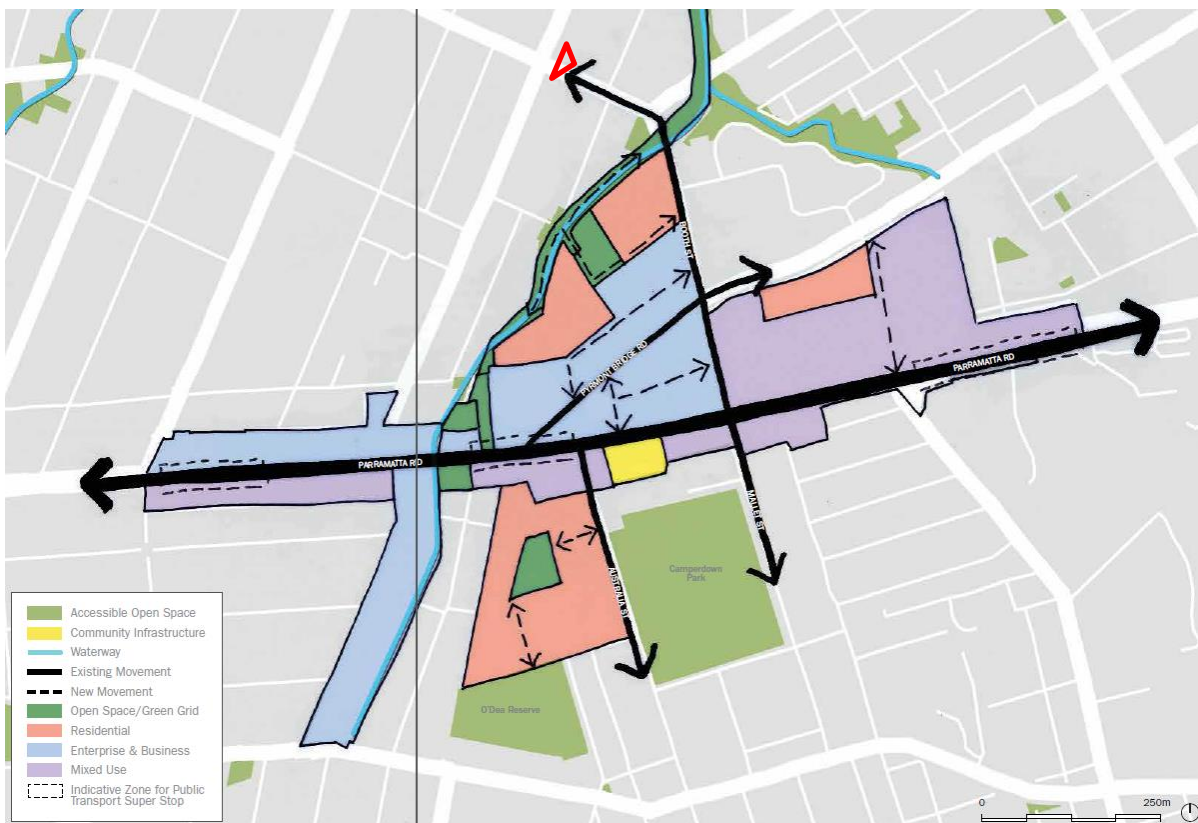 BOOTH ST
PYRMONT BRIDGE RD
PARRAMATTA RD
PARRAMATTA RD
MALLET ST
Camperdown
Park
AUSTRALIA ST
O'Dea Reserve
Accessible Open Space
Community Infrastructure
Waterway
Existing Movement
New Movement
Open Space/Green Grid
Residential
Enterprise & Business
Mixed Use
Indicative Zone for Public
Transport Super Stop
0
250m